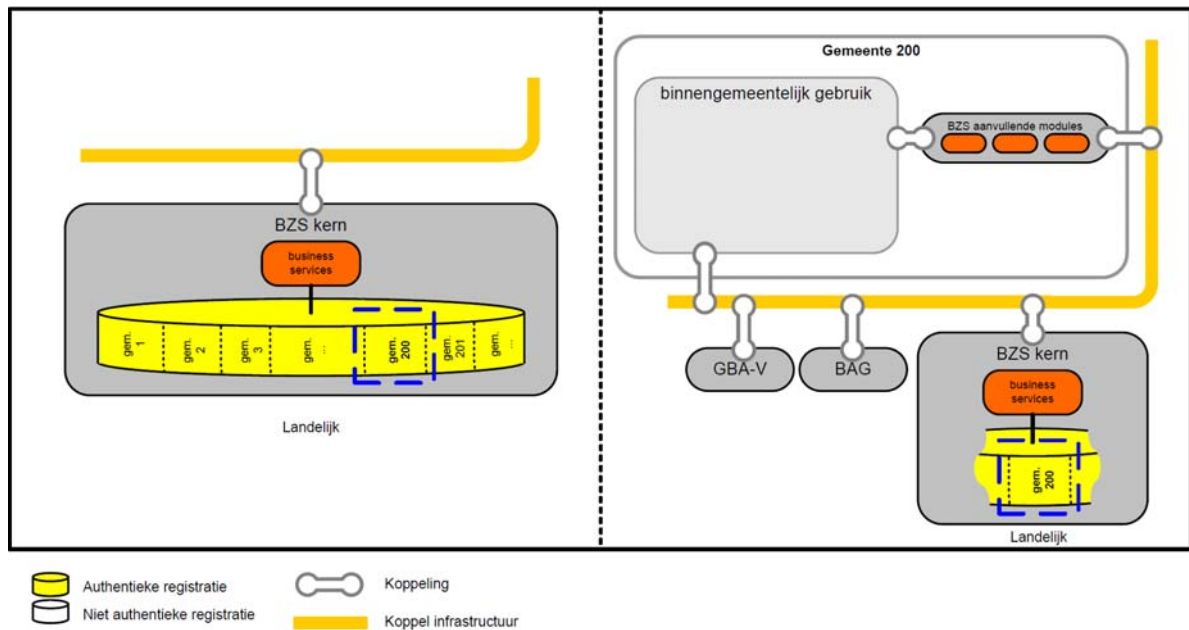 BZS kern
business
services
gem.
1
gem.
2
gem.
3
gem.
...
gem.
200
gem.
201
gem.
...
Landelijk
Gemeente 200
binnengemeentelijk gebruik
BZS aanvullende modules
GBA-V
BAG
BZS kern
business
services
gem.
200
Landelijk
Authentieke registratie
Niet authentieke registratie
Koppeling
Koppel infrastructuur